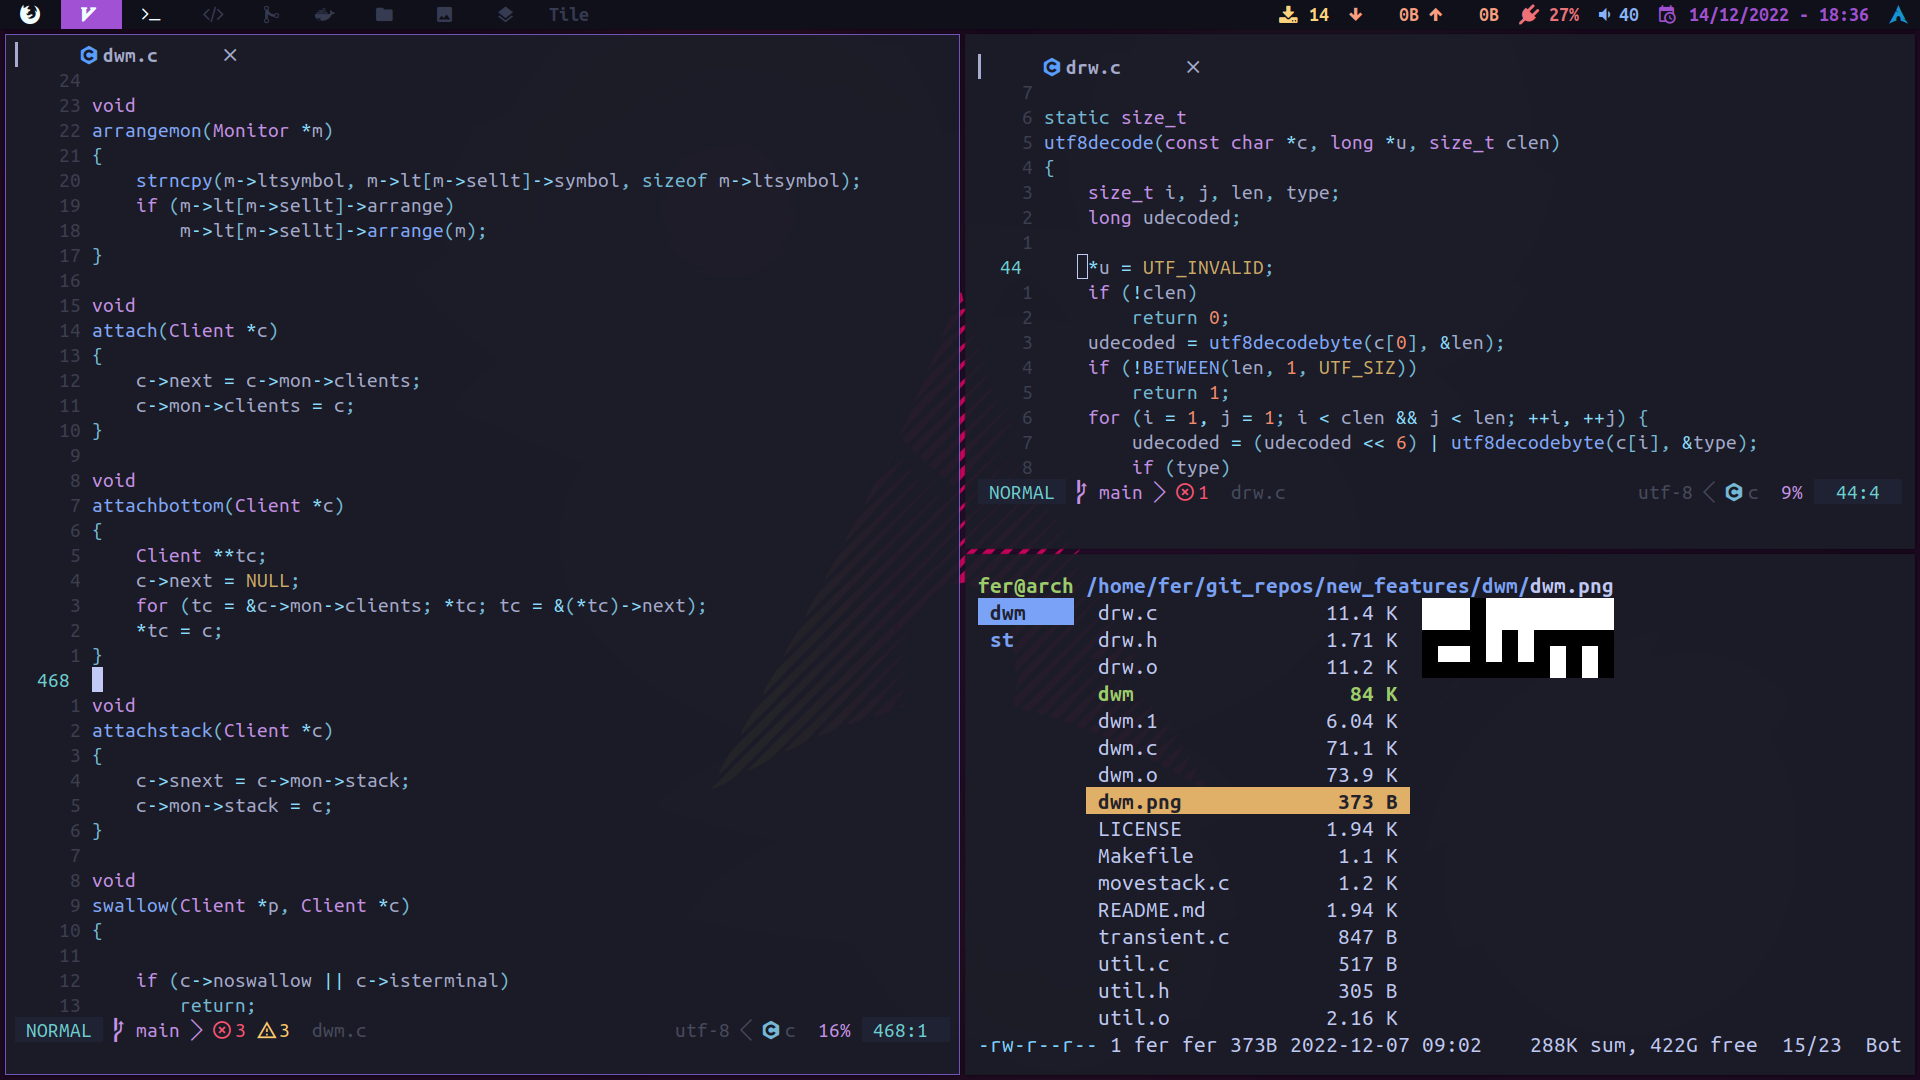 Tile 14 0B 0B 27% 40 14/12/2022 - 18:36
dwm.c
24
23 void
22 arrangemon(Monitor *m)
21 {
20     strncpy(m->ltsymbol, m->lt[m->sellt]->symbol, sizeof m->ltsymbol);
19     if (m->lt[m->sellt]->arrange)
18         m->lt[m->sellt]->arrange(m);
17 }
16
15 void
14 attach(Client *c)
13 {
12     c->next = c->mon->clients;
11     c->mon->clients = c;
10 }
9
8 void
7 attachbottom(Client *c)
6 {
5     Client **tc;
4     c->next = NULL;
3     for (tc = &c->mon->clients; *tc; tc = &(*tc)->next);
2     *tc = c;
1 }
468
1 void
2 attachstack(Client *c)
3 {
4     c->snext = c->mon->stack;
5     c->mon->stack = c;
6 }
7
8 void
9 swallow(Client *p, Client *c)
10 {
11
12     if (c->noswallow || c->isterminal)
13         return;
NORMAL main 3 3 dwm.c utf-8 c 16% 468:1
drw.c
7
6 static size_t
5 utf8decode(const char *c, long *u, size_t clen)
4 {
3     size_t i, j, len, type;
2     long udecoded;
1
44     *u = UTF_INVALID;
1     if (!clen)
2         return 0;
3     udecoded = utf8decodebyte(c[0], &len);
4     if (!BETWEEN(len, 1, UTF_SIZ))
5         return 1;
6     for (i = 1, j = 1; i < clen && j < len; ++i, ++j) {
7         udecoded = (udecoded << 6) | utf8decodebyte(c[i], &type);
8         if (type)
NORMAL main 1 drw.c utf-8 c 9% 44:4
fer@arch /home/fer/git_repos/new_features/dwm/dwm.png
dwm drw.c 11.4 K
st drw.h 1.71 K
drw.o 11.2 K
dwm 84 K
dwm.1 6.04 K
dwm.c 71.1 K
dwm.o 73.9 K
dwm.png 373 B
LICENSE 1.94 K
Makefile 1.1 K
movestack.c 1.2 K
README.md 1.94 K
transient.c 847 B
util.c 517 B
util.h 305 B
util.o 2.16 K
dwm
-rw-r--r-- 1 fer fer 373B 2022-12-07 09:02 288K sum, 422G free 15/23 Bot